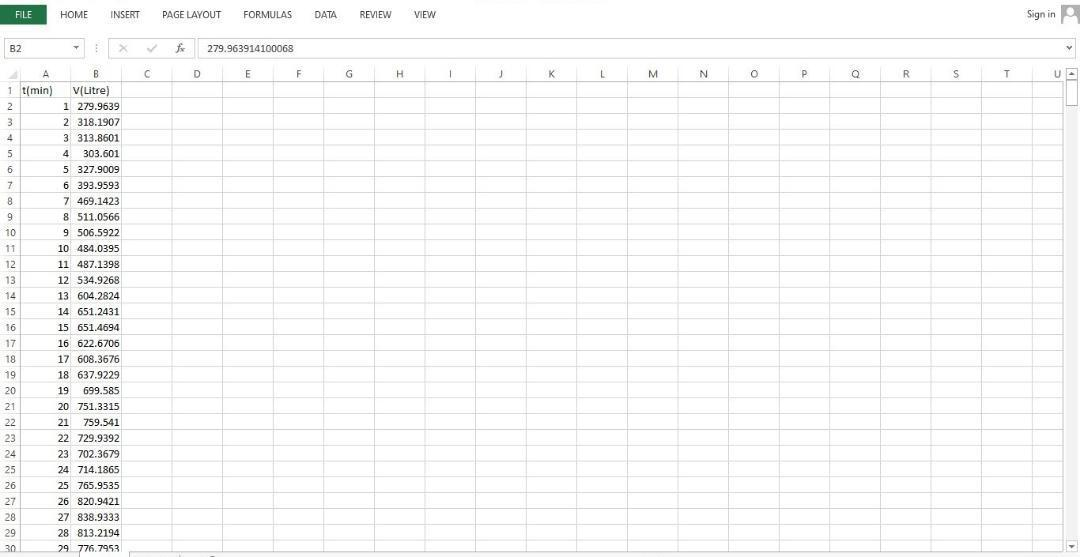 FILE HOME INSERT PAGE LAYOUT FORMULAS DATA REVIEW VIEW Sign in
B2 fx 279.963914100068
A B C D E F G H I J K L M N O P Q R S T U
1 t(min) V(Litre)
2 1 279.9639
3 2 318.1907
4 3 313.8601
5 4 303.601
6 5 327.9009
7 6 393.9593
8 7 469.1423
9 8 511.0566
10 9 506.5922
11 10 484.0395
12 11 487.1398
13 12 534.9268
14 13 604.2824
15 14 651.2431
16 15 651.4694
17 16 622.6706
18 17 608.3676
19 18 637.9229
20 19 699.585
21 20 751.3315
22 21 759.541
23 22 729.9392
24 23 702.3679
25 24 714.1865
26 25 765.9535
27 26 820.9421
28 27 838.9333
29 28 813.2194
30 29 776.7953